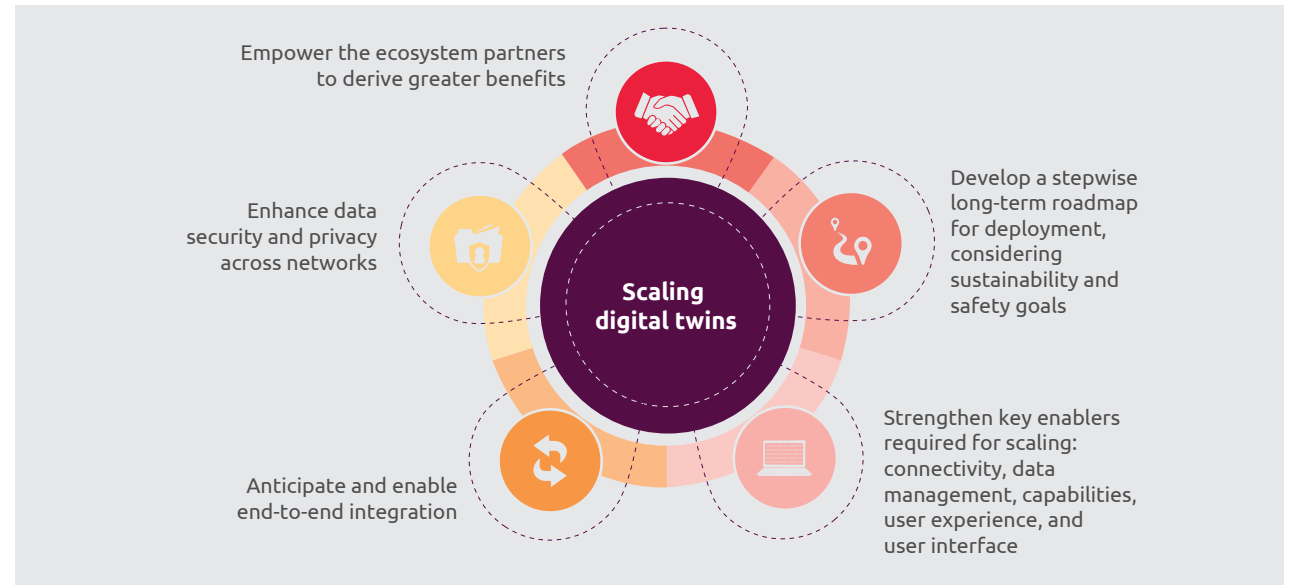 Empower the ecosystem partners
to derive greater benefits
Develop a stepwise
long-term roadmap
for deployment,
considering
sustainability and
safety goals
Enhance data
security and privacy
across networks
Scaling
digital twins
Strengthen key enablers
required for scaling:
connectivity, data
management, capabilities,
user experience, and
user interface
Anticipate and enable
end-to-end integration